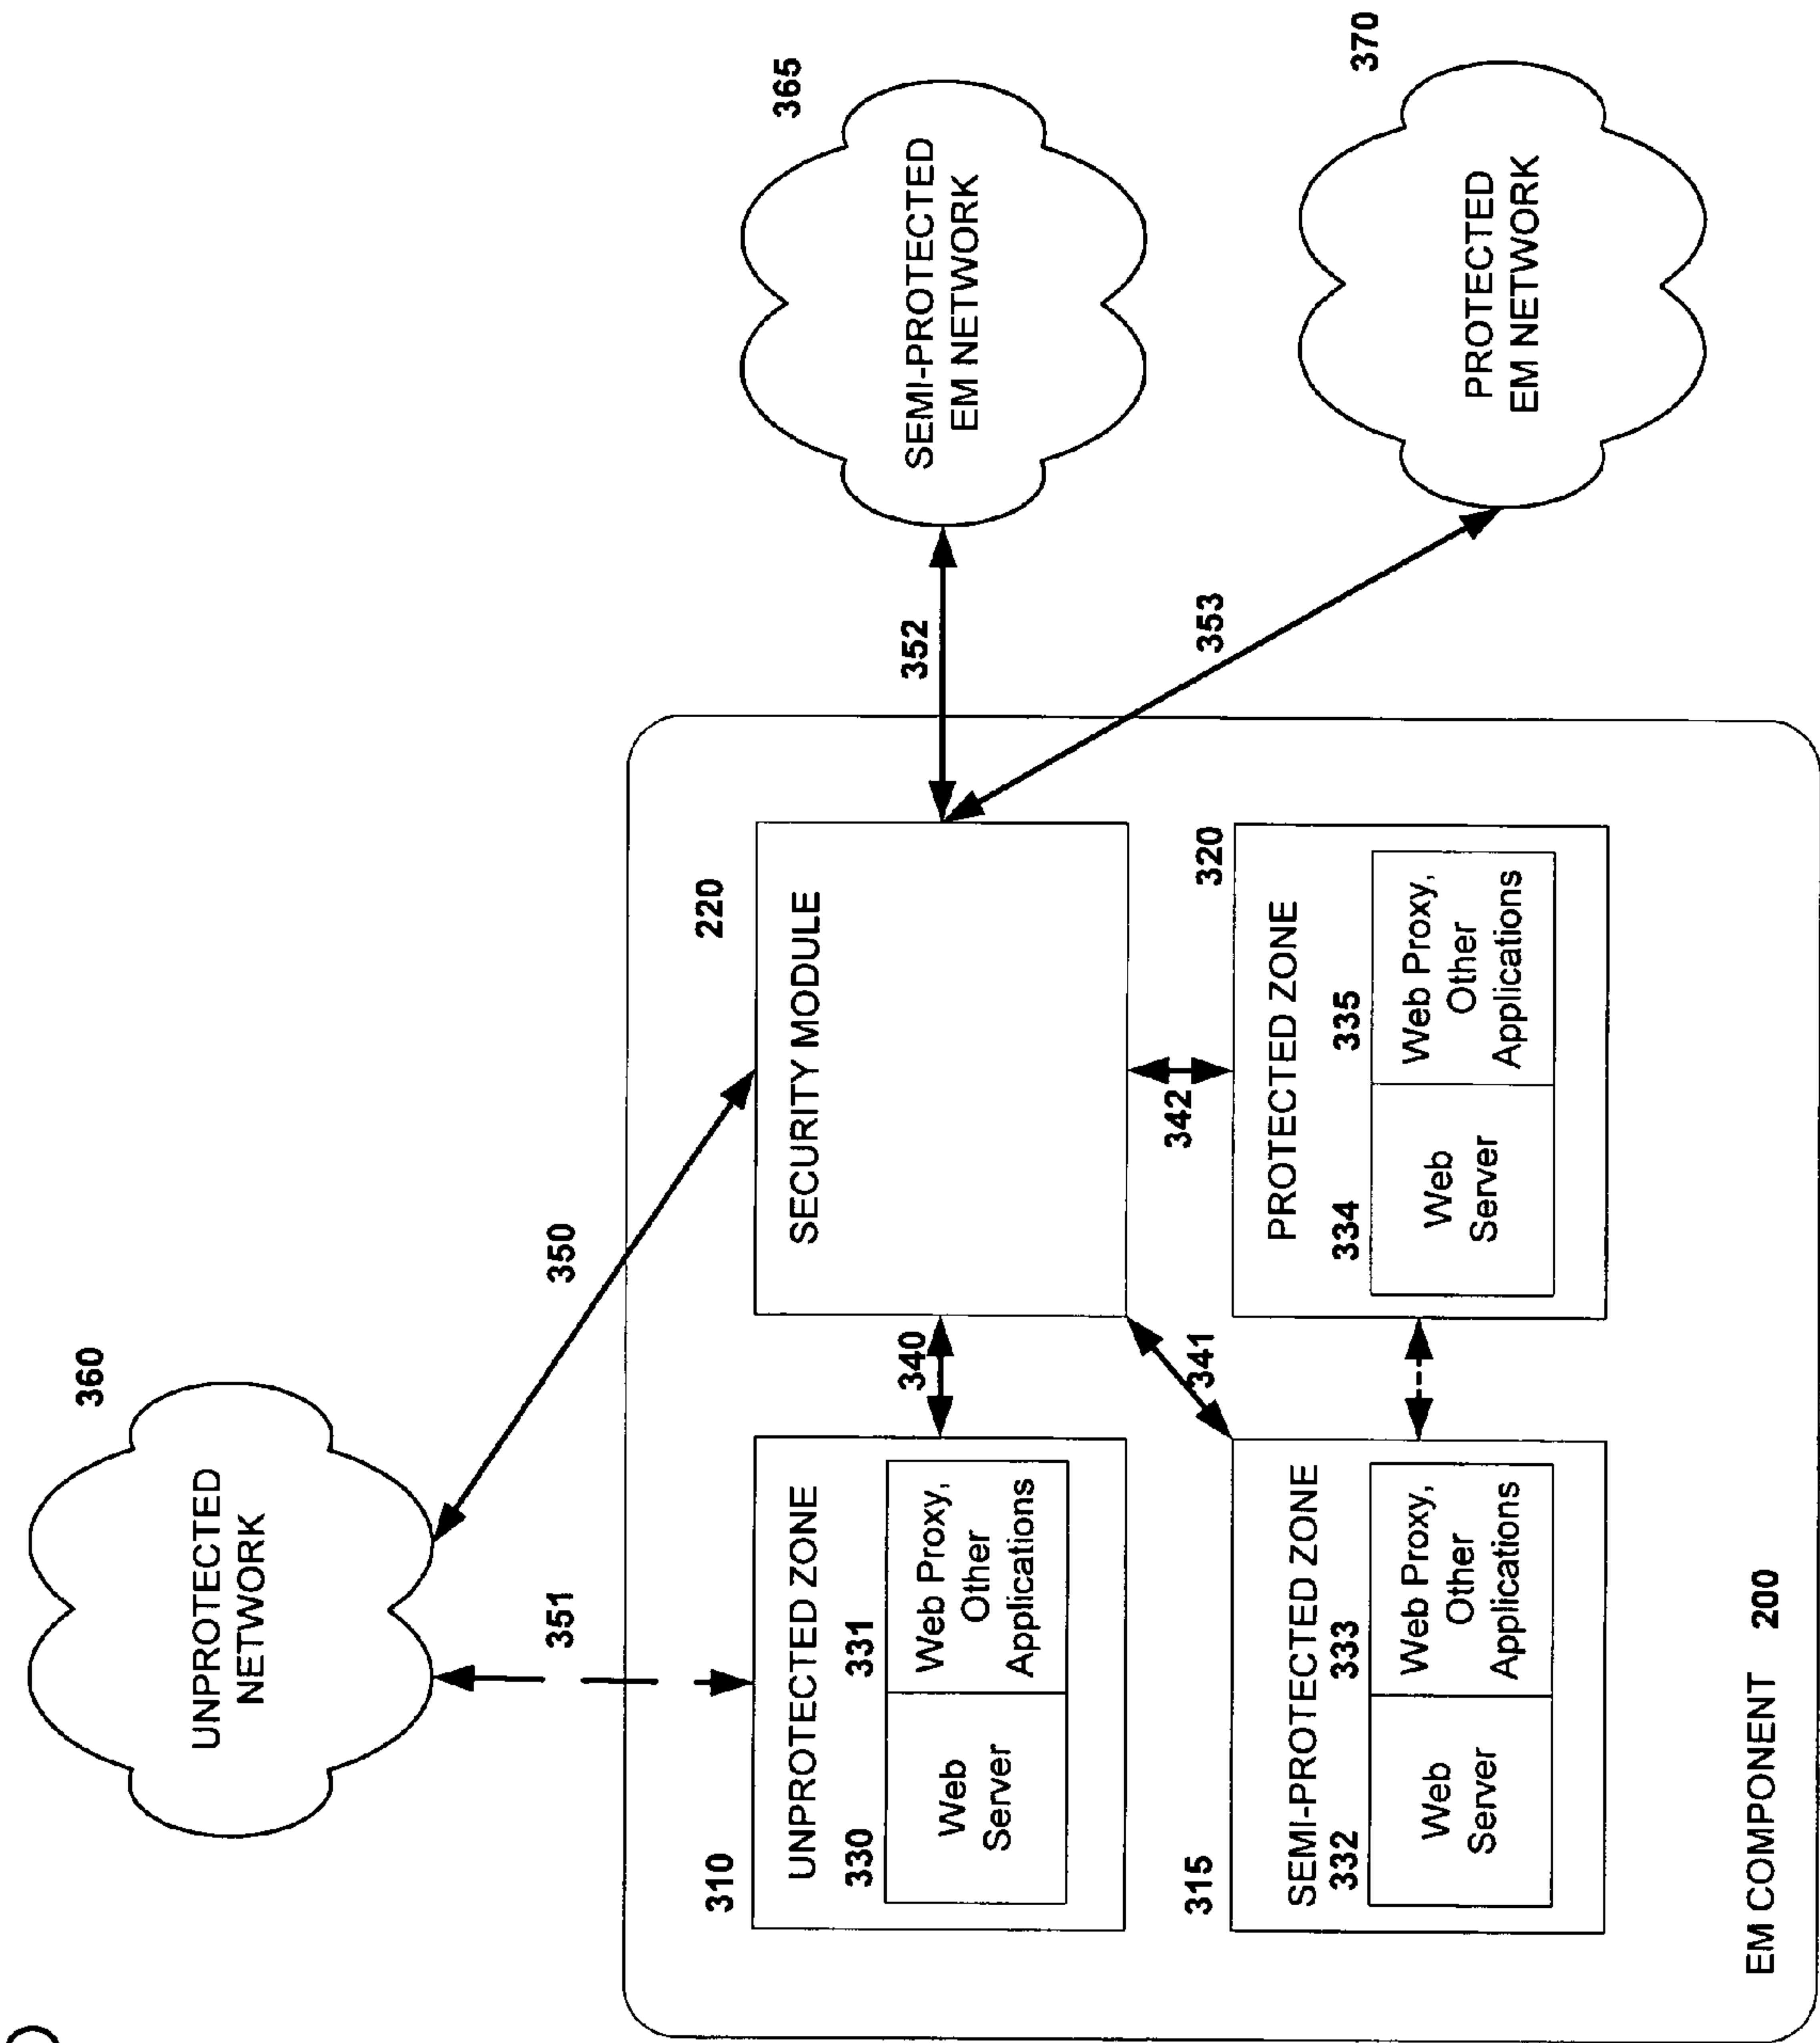 360
UNPROTECTED
NETWORK
351
350
365
SEMI-PROTECTED
EM NETWORK
352
370
PROTECTED
EM NETWORK
353
310
UNPROTECTED ZONE
330
331
Web
Server
Web Proxy,
Other
Applications
340
220
SECURITY MODULE
341
342
315
SEMI-PROTECTED ZONE
332
333
Web
Server
Web Proxy,
Other
Applications
320
PROTECTED ZONE
334
335
Web
Server
Web Proxy,
Other
Applications
EM COMPONENT 200